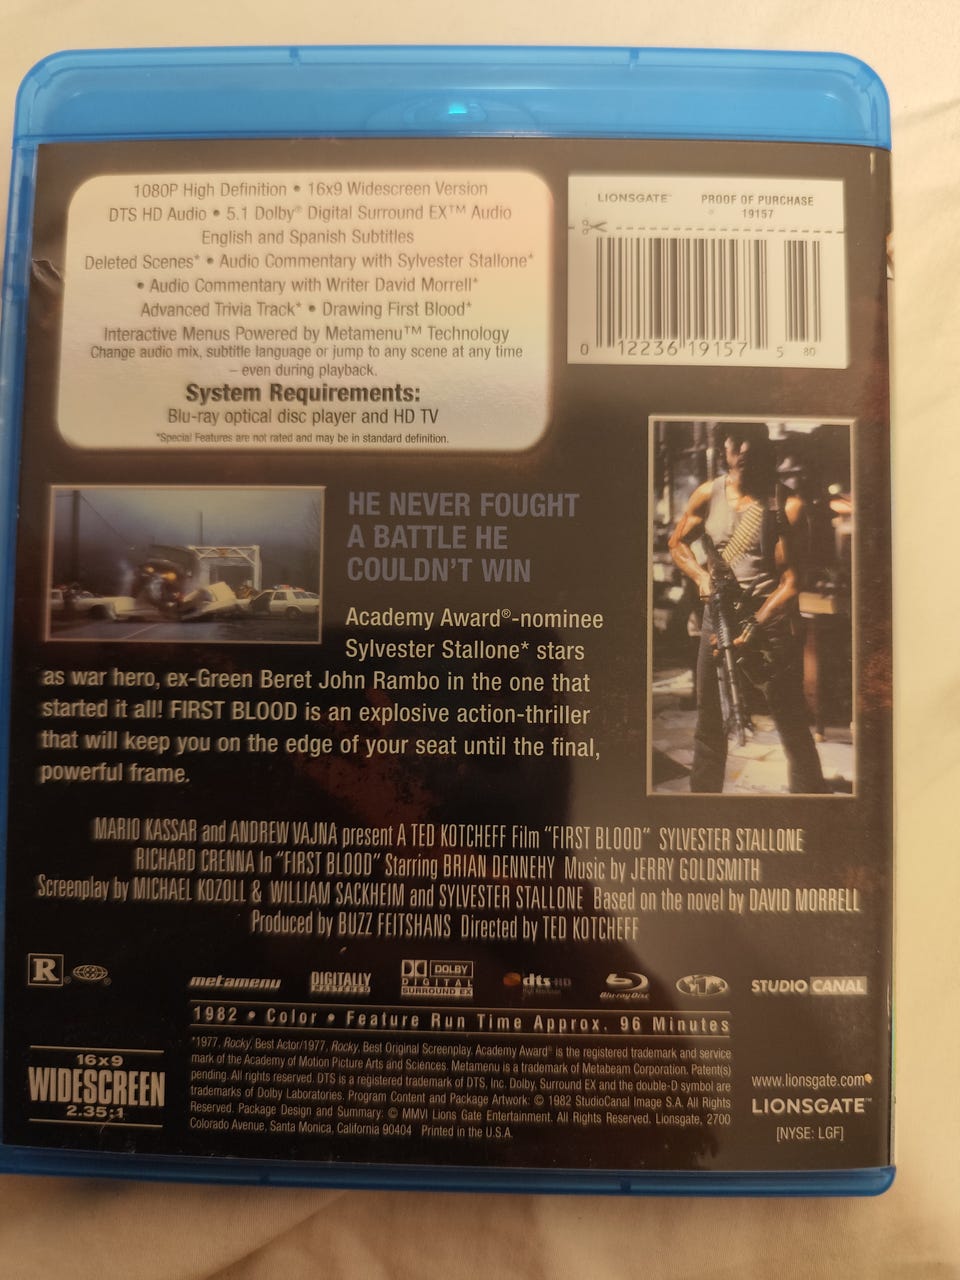 1080P High Definition • 16x9 Widescreen Version
DTS HD Audio • 5.1 Dolby® Digital Surround EX™ Audio
English and Spanish Subtitles
Deleted Scenes* • Audio Commentary with Sylvester Stallone*
• Audio Commentary with Writer David Morrell*
Advanced Trivia Track* • Drawing First Blood*
Interactive Menus Powered by Metamenu™ Technology
Change audio mix, subtitle language or jump to any scene at any time
– even during playback.
System Requirements:
Blu-ray optical disc player and HD TV
*Special Features are not rated and may be in standard definition.
LIONSGATE™ PROOF OF PURCHASE
19157
0 12236 19157 5 80
HE NEVER FOUGHT
A BATTLE HE
COULDN'T WIN
Academy Award®-nominee
Sylvester Stallone* stars
as war hero, ex-Green Beret John Rambo in the one that
started it all! FIRST BLOOD is an explosive action-thriller
that will keep you on the edge of your seat until the final,
powerful frame.
MARIO KASSAR and ANDREW VAJNA present A TED KOTCHEFF Film "FIRST BLOOD" SYLVESTER STALLONE
RICHARD CRENNA In "FIRST BLOOD" Starring BRIAN DENNEHY Music by JERRY GOLDSMITH
Screenplay by MICHAEL KOZOLL & WILLIAM SACKHEIM and SYLVESTER STALLONE Based on the novel by DAVID MORRELL
Produced by BUZZ FEITSHANS Directed by TED KOTCHEFF
R® metamenu DIGITALLY MASTERED DOLBY DIGITAL SURROUND EX dts HD Blu-ray Disc STUDIO CANAL
1982 • Color • Feature Run Time Approx. 96 Minutes
16x9
WIDESCREEN
2.35:1
*1977, Rocky, Best Actor/1977, Rocky, Best Original Screenplay. Academy Award® is the registered trademark and service
mark of the Academy of Motion Picture Arts and Sciences. Metamenu is a trademark of Metabeam Corporation. Patent(s)
pending. All rights reserved. DTS is a registered trademark of DTS, Inc. Dolby, Surround EX and the double-D symbol are
trademarks of Dolby Laboratories. Program Content and Package Artwork: © 1982 StudioCanal Image S.A. All Rights
Reserved. Package Design and Summary: © MMVI Lions Gate Entertainment. All Rights Reserved. Lionsgate, 2700
Colorado Avenue, Santa Monica, California 90404 Printed in the U.S.A.
www.lionsgate.com
LIONSGATE™
[NYSE: LGF]